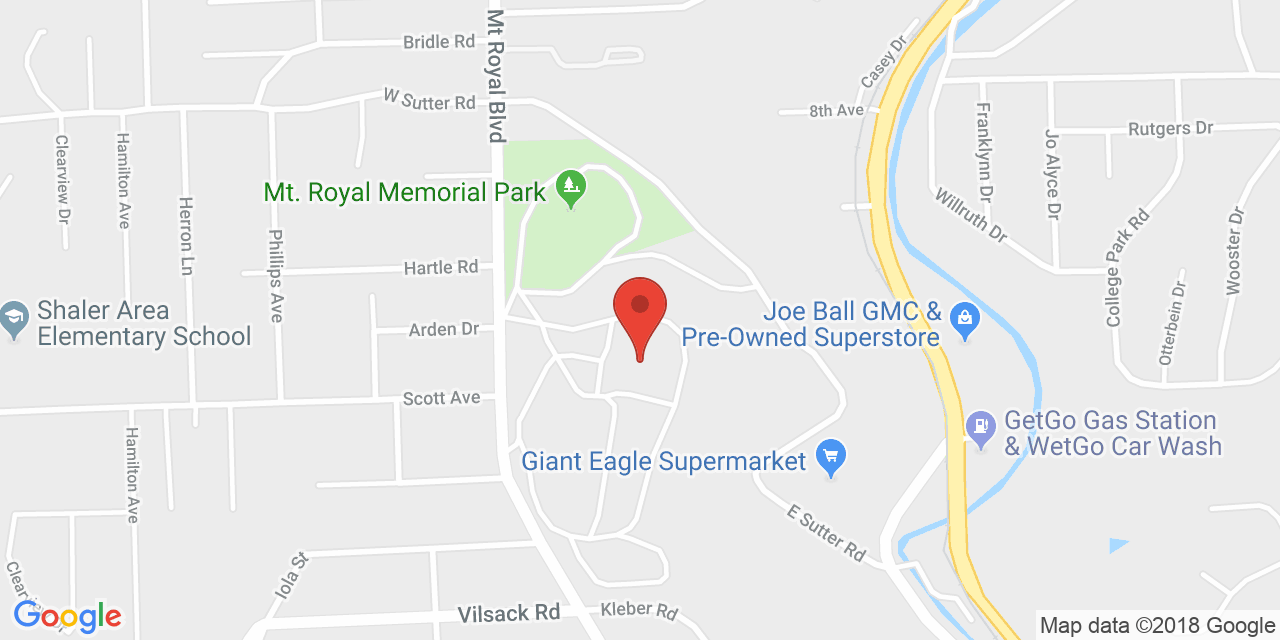 Mt Royal Blvd
Bridle Rd
Casey Dr
W Sutter Rd
8th Ave
Franklynn Dr
Jo Alyce Dr
Rutgers Dr
Clearview Dr
Hamilton Ave
Herron Ln
Phillips Ave
Mt. Royal Memorial Park
Willruth Dr
College Park Rd
Wooster Dr
Otterbein Dr
Hartle Rd
Shaler Area
Elementary School
Arden Dr
Joe Ball GMC &
Pre-Owned Superstore
Scott Ave
GetGo Gas Station
& WetGo Car Wash
Hamilton Ave
Giant Eagle Supermarket
E Sutter Rd
Iola St
Clearview Dr
Vilsack Rd
Kleber Rd
Google
Map data ©2018 Google